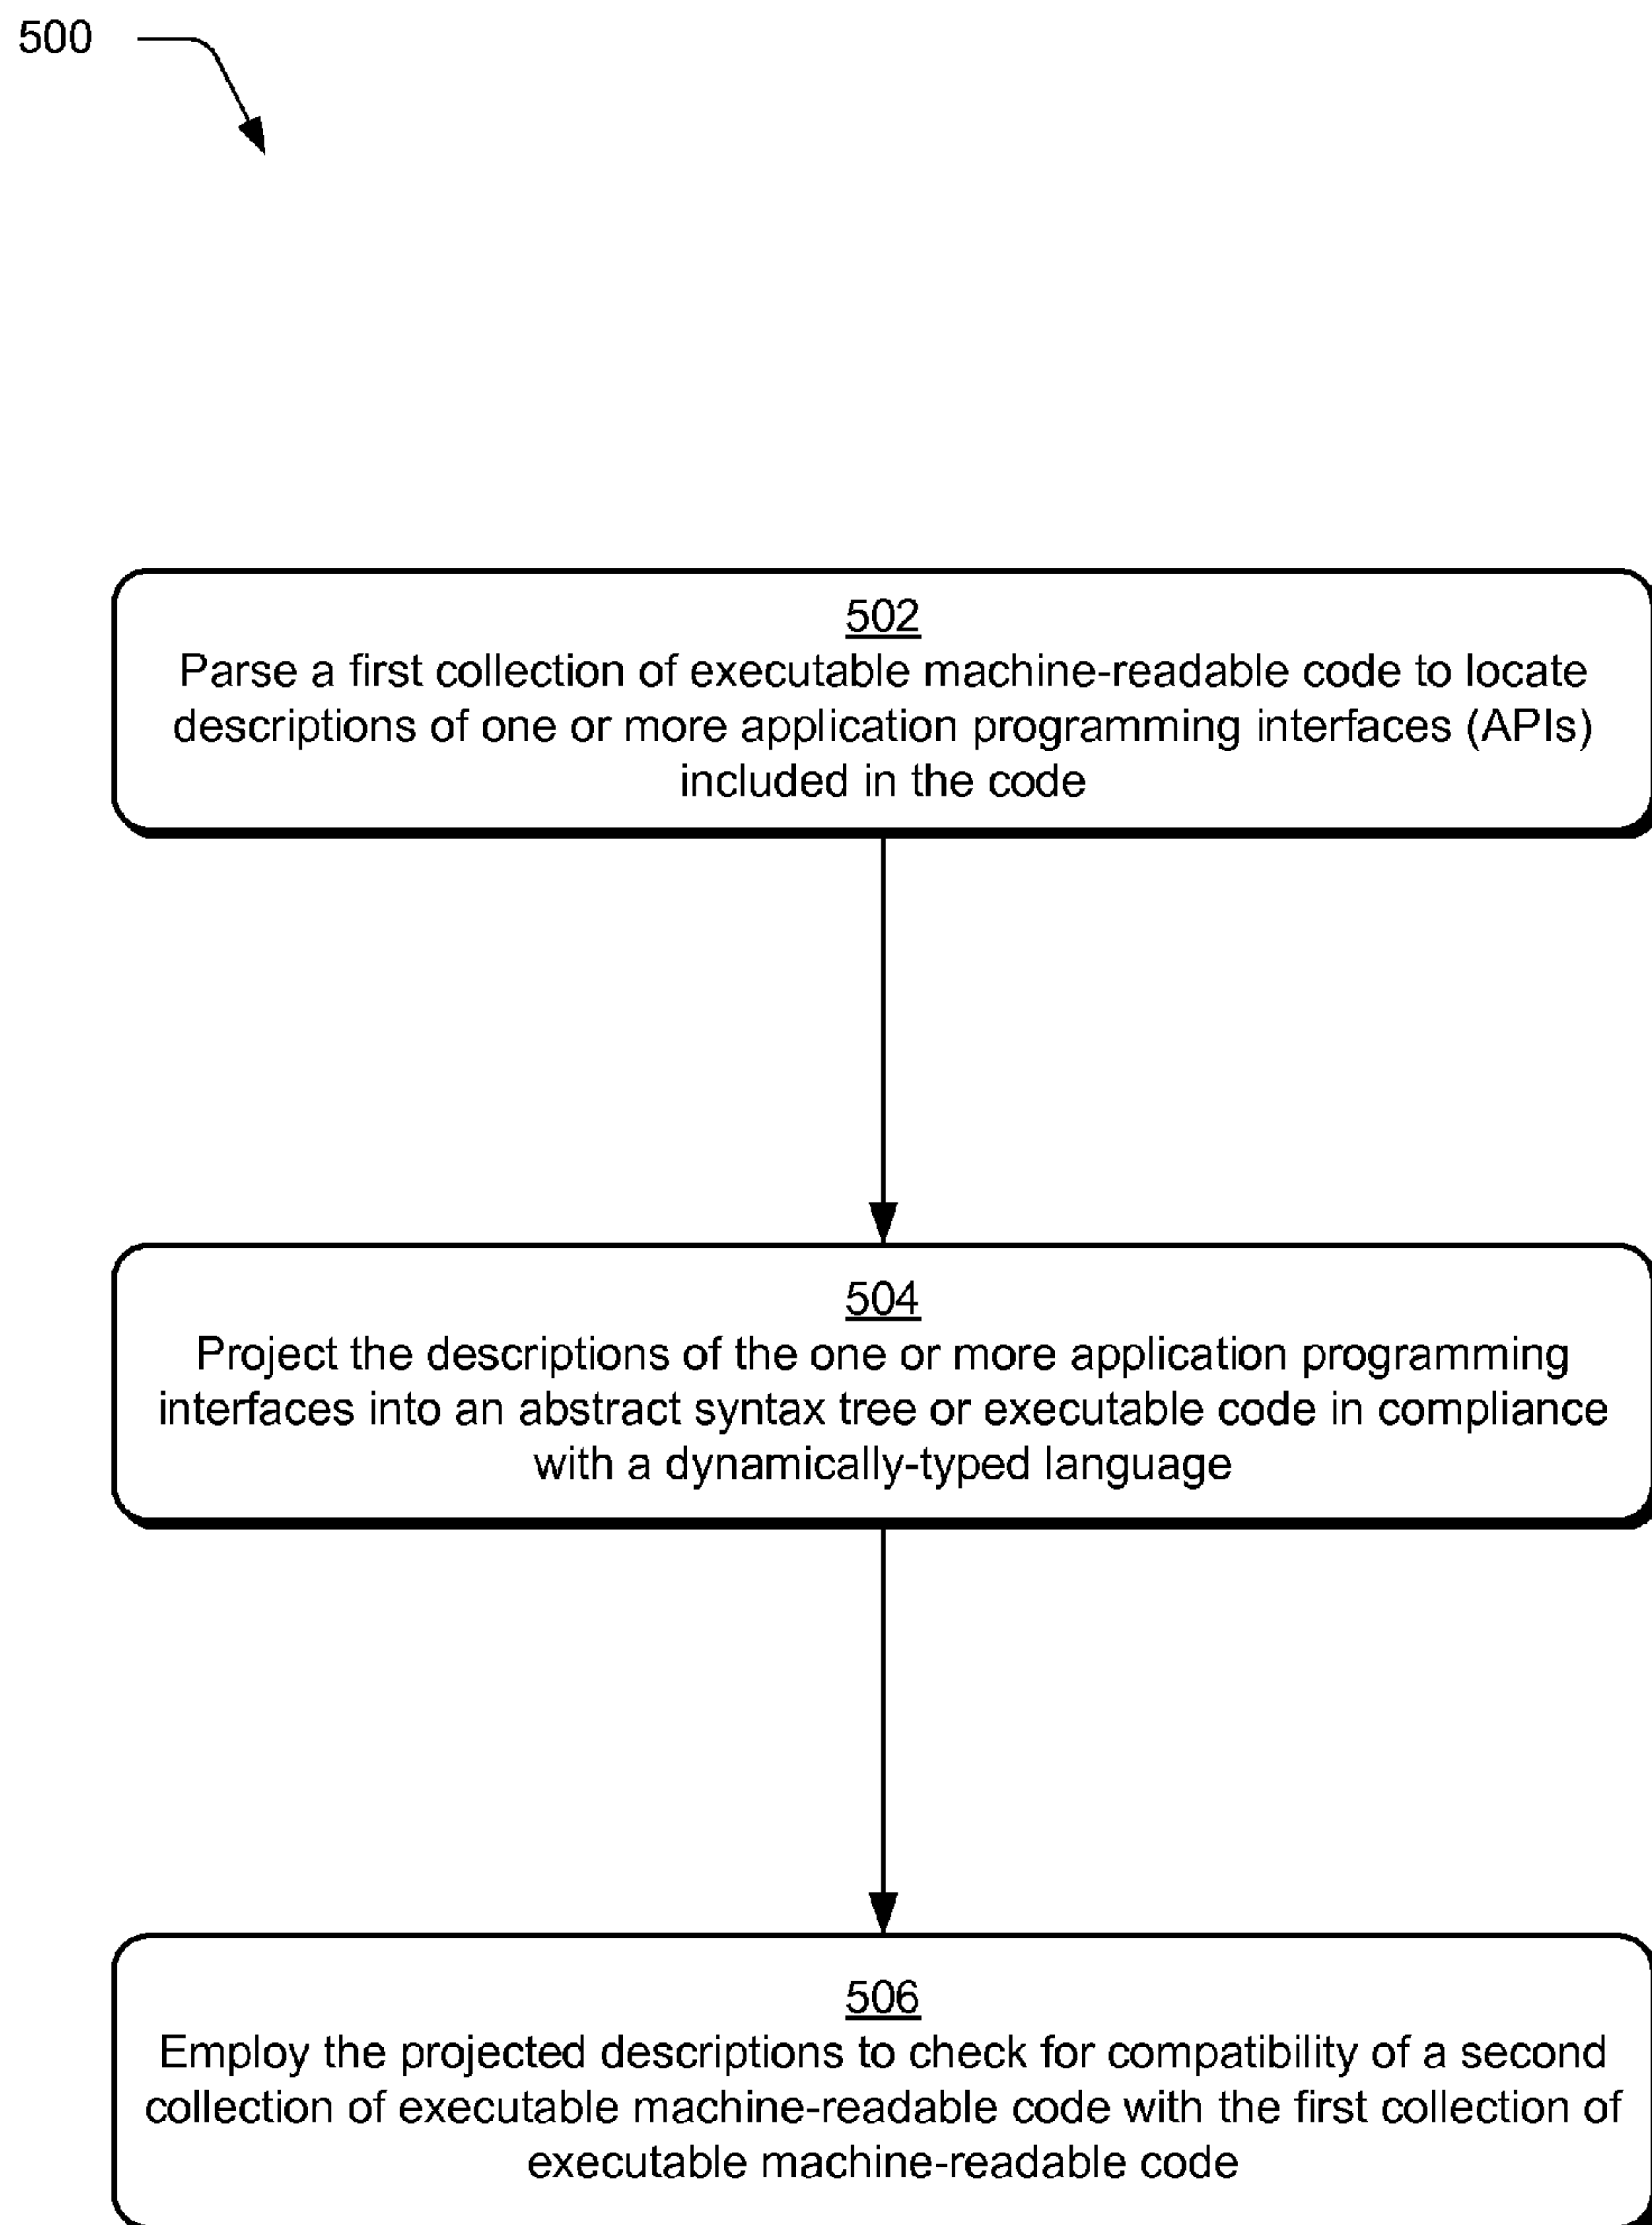 500
502
Parse a first collection of executable machine-readable code to locate
descriptions of one or more application programming interfaces (APIs)
included in the code
504
Project the descriptions of the one or more application programming
interfaces into an abstract syntax tree or executable code in compliance
with a dynamically-typed language
506
Employ the projected descriptions to check for compatibility of a second
collection of executable machine-readable code with the first collection of
executable machine-readable code